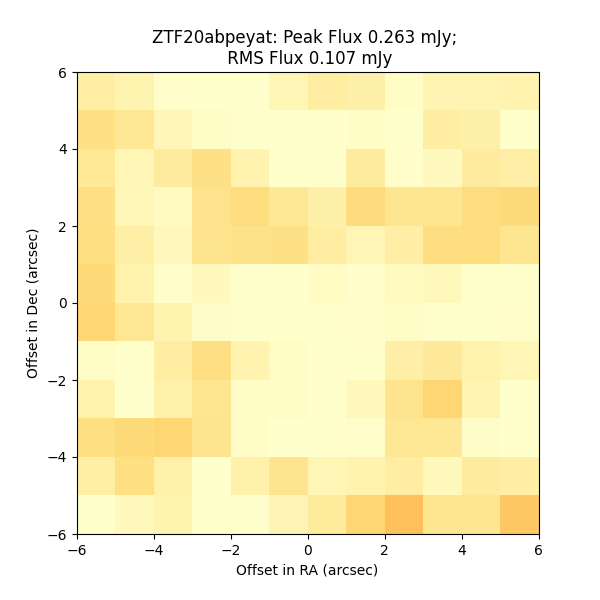 ZTF20abpeyat: Peak Flux 0.263 mJy;
RMS Flux 0.107 mJy
6
4
2
0
−2
−4
−6
Offset in Dec (arcsec)
−6 −4 −2 0 2 4 6
Offset in RA (arcsec)